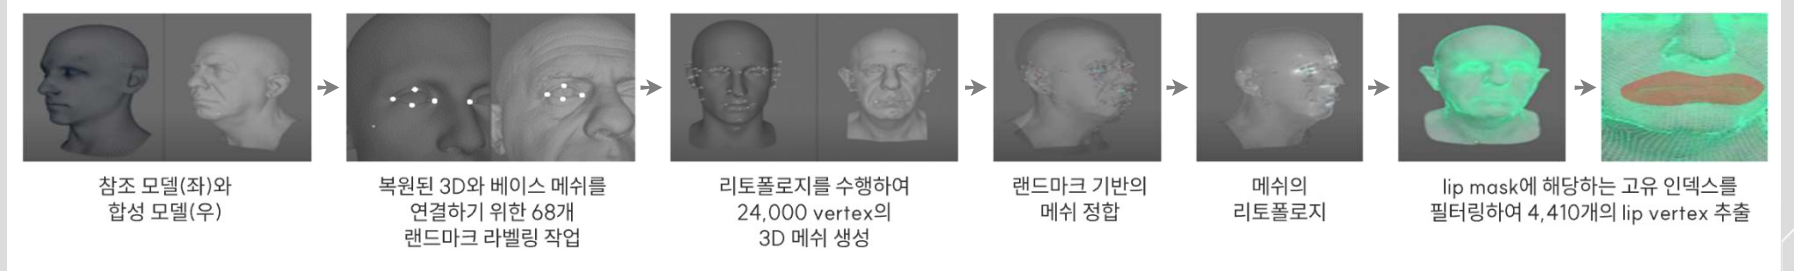 참조 모델(좌)와
합성 모델(우)
복원된 3D와 베이스 메쉬를
연결하기 위한 68개
랜드마크 라벨링 작업
리토폴로지를 수행하여
24,000 vertex의
3D 메쉬 생성
랜드마크 기반의
메쉬 정합
메쉬의
리토폴로지
lip mask에 해당하는 고유 인덱스를
필터링하여 4,410개의 lip vertex 추출